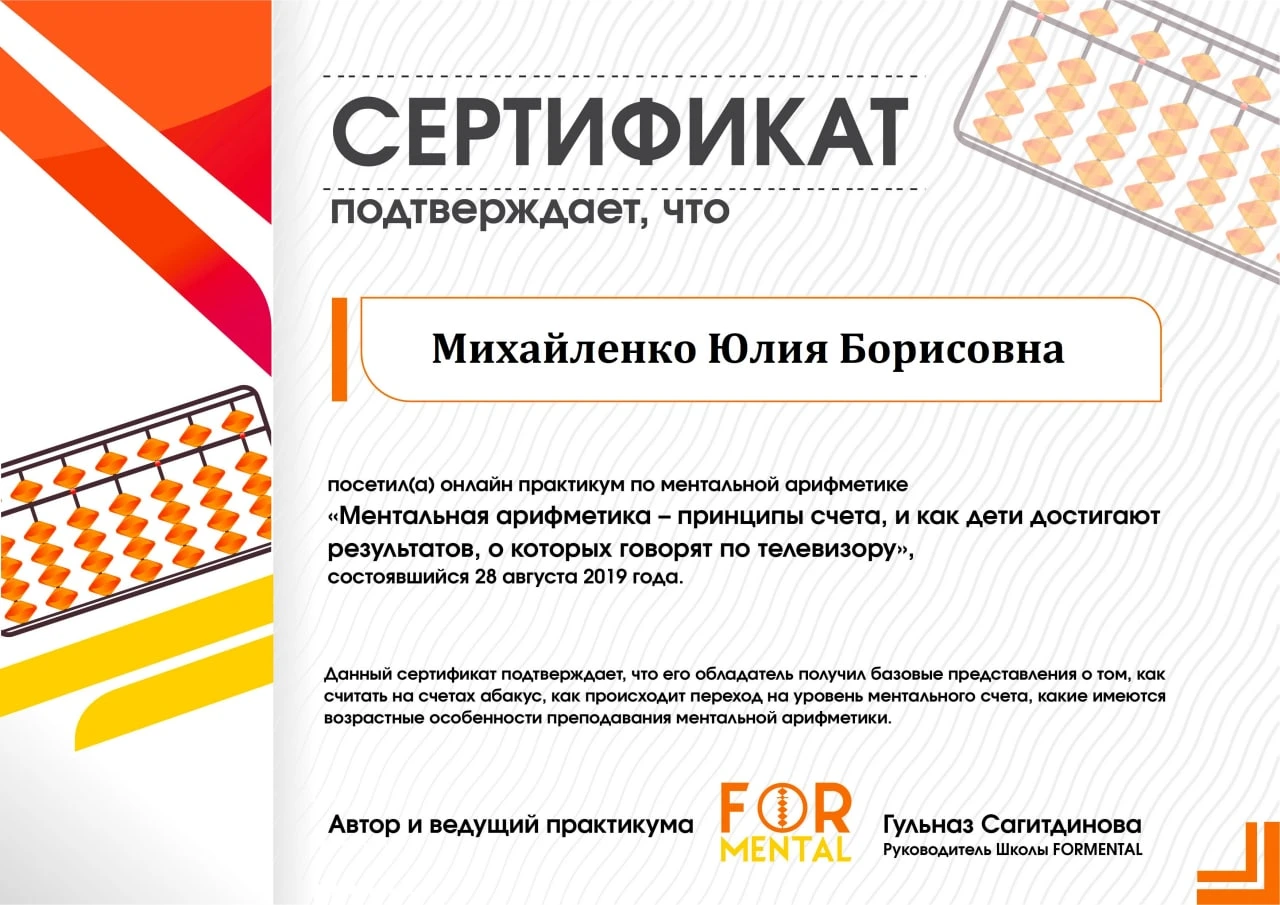 СЕРТИФИКАТ
подтверждает, что
Михайленко Юлия Борисовна
посетил(а) онлайн практикум по ментальной арифметике
«Ментальная арифметика – принципы счета, и как дети достигают
результатов, о которых говорят по телевизору»,
состоявшийся 28 августа 2019 года.
Данный сертификат подтверждает, что его обладатель получил базовые представления о том, как
считать на счетах абакус, как происходит переход на уровень ментального счета, какие имеются
возрастные особенности преподавания ментальной арифметики.
Автор и ведущий практикума
FOR
MENTAL
Гульназ Сагитдинова
Руководитель Школы FORMENTAL